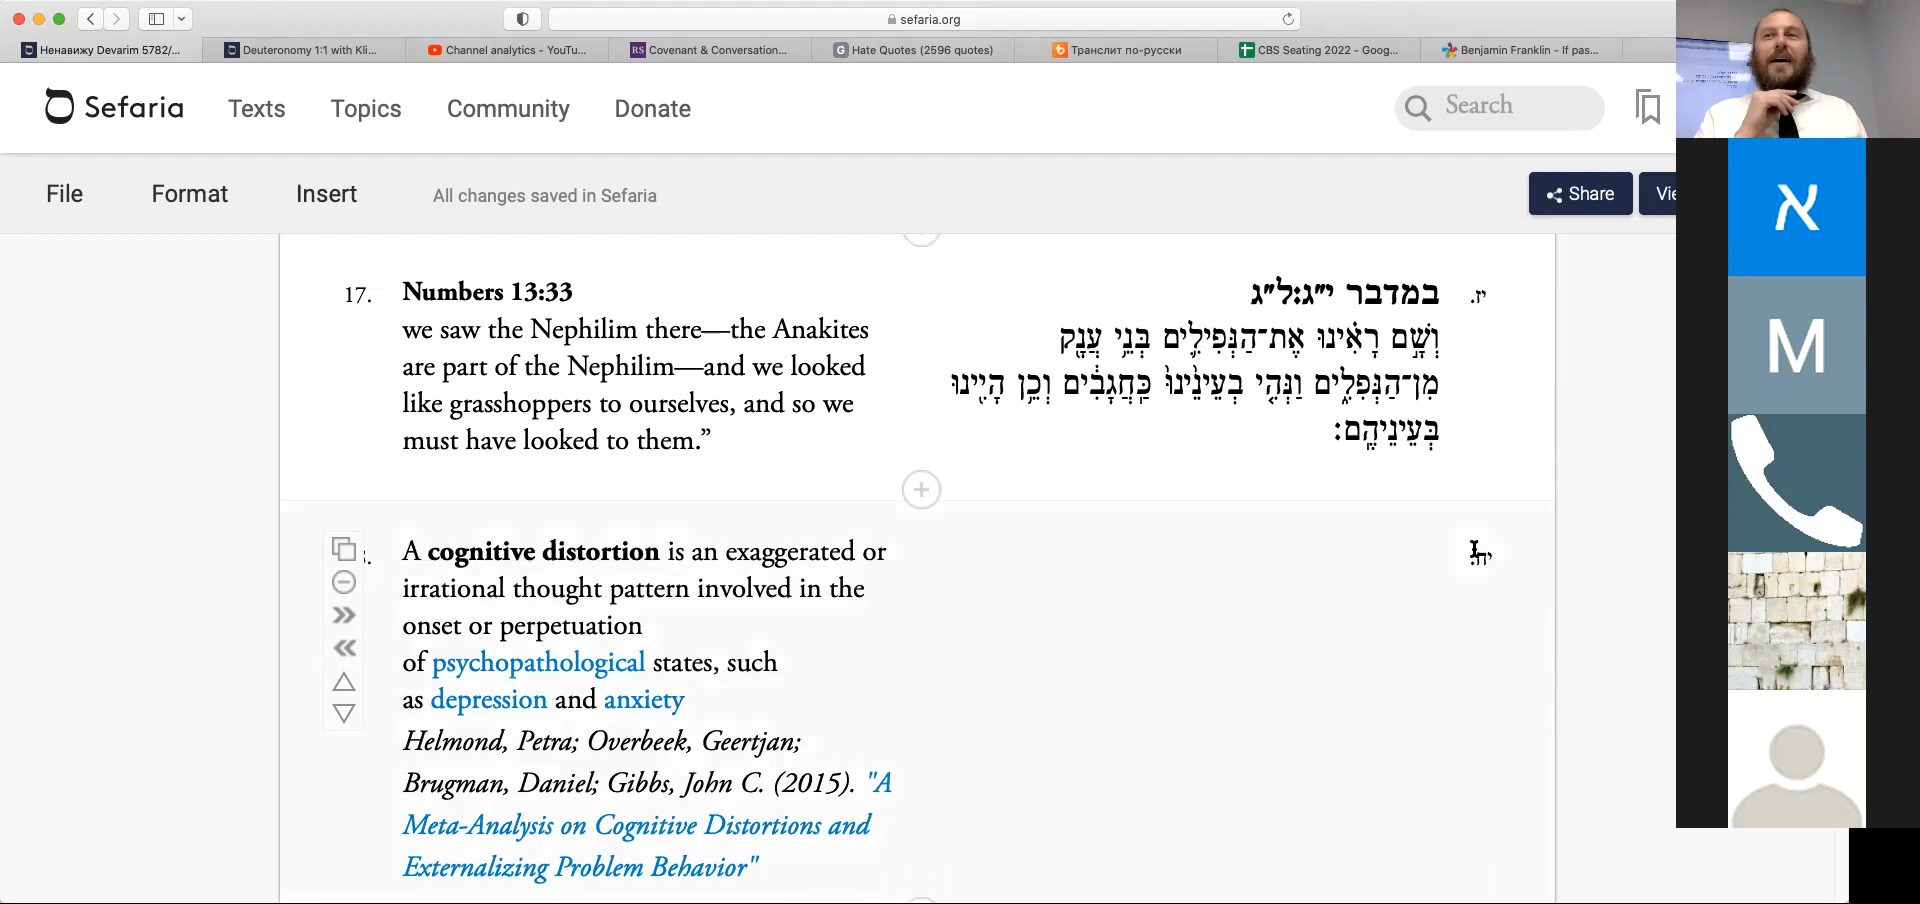 sefaria.org
Ненавижу Devarim 5782/...
Deuteronomy 1:1 with Kli...
Channel analytics - YouTu...
RS Covenant & Conversation...
G Hate Quotes (2596 quotes)
Транслит по-русски
CBS Seating 2022 - Goog...
Benjamin Franklin - If pas...
Sefaria
Texts
Topics
Community
Donate
Search
File
Format
Insert
All changes saved in Sefaria
Share
Vie
17.
Numbers 13:33
we saw the Nephilim there—the Anakites
are part of the Nephilim—and we looked
like grasshoppers to ourselves, and so we
must have looked to them.”
יז.
במדבר י״ג:ל״ג
וְשָׁ֣ם רָאִ֗ינוּ אֶת־הַנְּפִילִ֛ים בְּנֵ֥י עֲנָ֖ק
מִן־הַנְּפִלִ֑ים וַנְּהִ֤י בְעֵינֵ֙ינוּ֙ כַּֽחֲגָבִ֔ים וְכֵ֥ן הָיִ֖ינוּ
בְּעֵינֵיהֶֽם׃
A cognitive distortion is an exaggerated or
irrational thought pattern involved in the
onset or perpetuation
of psychopathological states, such
as depression and anxiety
Helmond, Petra; Overbeek, Geertjan;
Brugman, Daniel; Gibbs, John C. (2015). "A
Meta-Analysis on Cognitive Distortions and
Externalizing Problem Behavior"
יח.
א
M